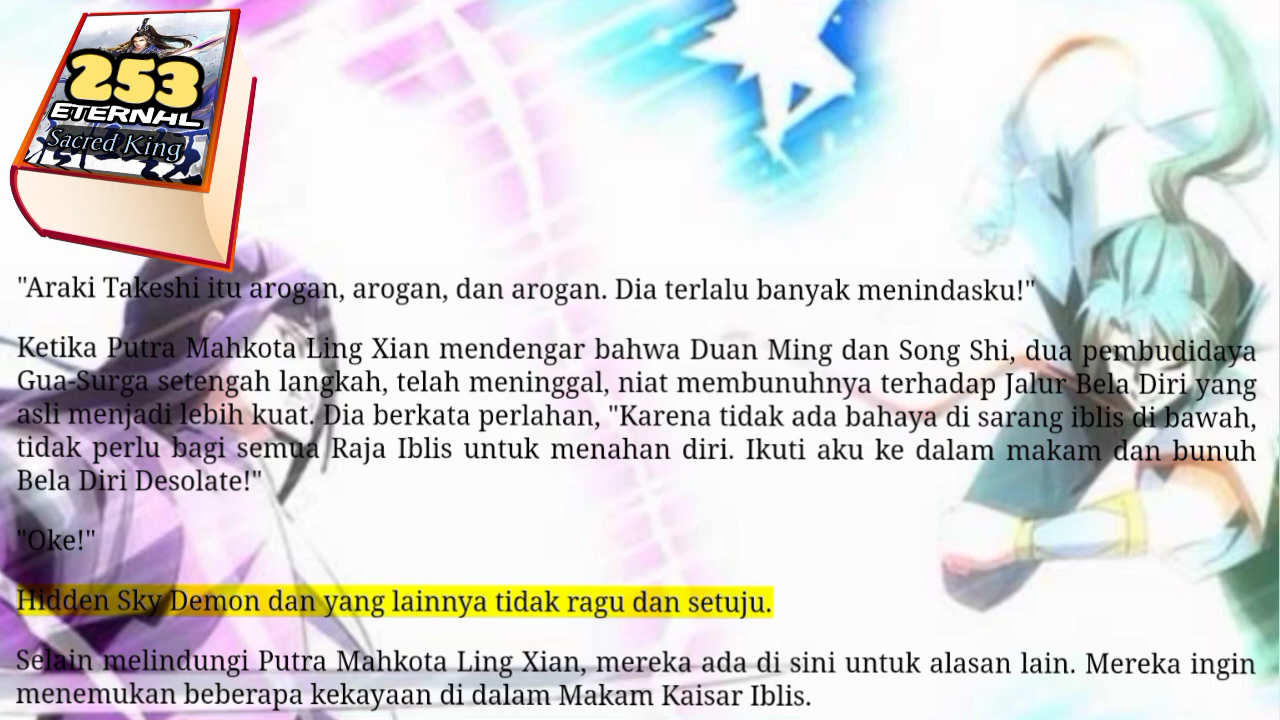 253
ETERNAL
Sacred King
"Araki Takeshi itu arogan, arogan, dan arogan. Dia terlalu banyak menindasku!"
Ketika Putra Mahkota Ling Xian mendengar bahwa Duan Ming dan Song Shi, dua pembudidaya
Gua-Surga setengah langkah, telah meninggal, niat membunuhnya terhadap Jalur Bela Diri yang
asli menjadi lebih kuat. Dia berkata perlahan, "Karena tidak ada bahaya di sarang iblis di bawah,
tidak perlu bagi semua Raja Iblis untuk menahan diri. Ikuti aku ke dalam makam dan bunuh
Bela Diri Desolate!"
"Oke!"
Hidden Sky Demon dan yang lainnya tidak ragu dan setuju.
Selain melindungi Putra Mahkota Ling Xian, mereka ada di sini untuk alasan lain. Mereka ingin
menemukan beberapa kekayaan di dalam Makam Kaisar Iblis.